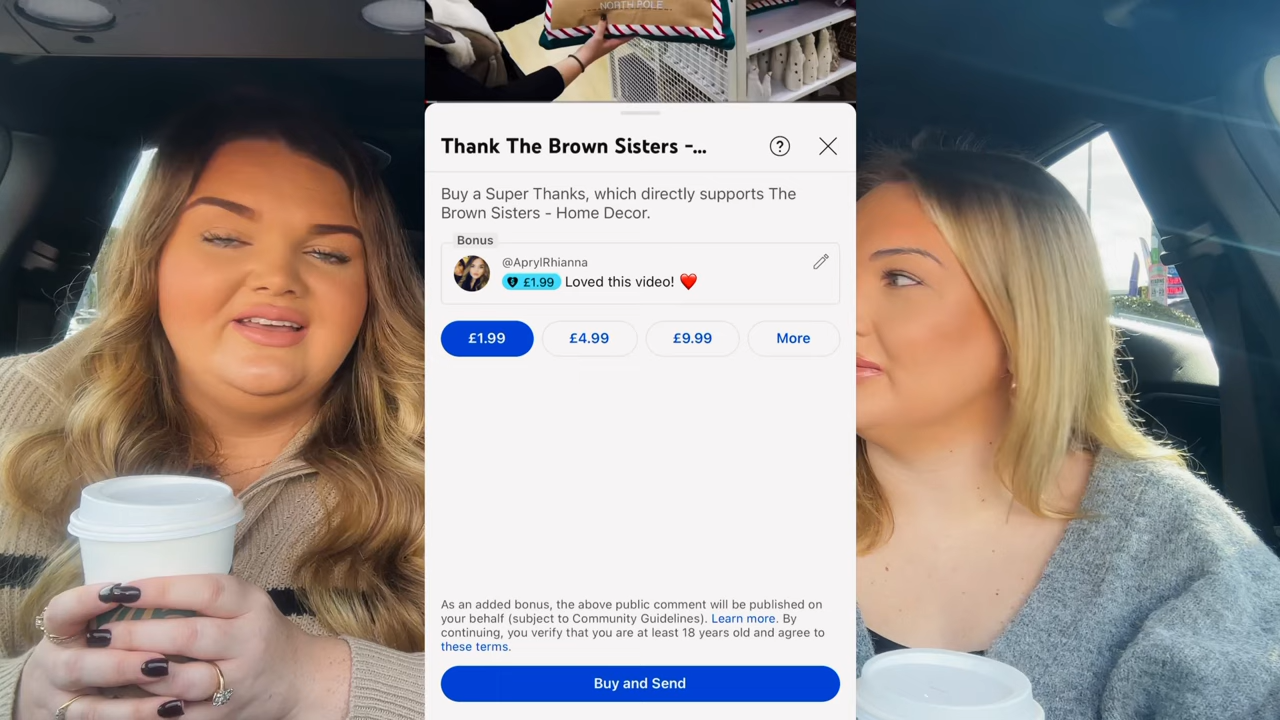 NORTH POLE
Thank The Brown Sisters -...
Buy a Super Thanks, which directly supports The
Brown Sisters - Home Decor.
Bonus
@AprylRhianna
£1.99 Loved this video! ❤️
£1.99
£4.99
£9.99
More
As an added bonus, the above public comment will be published on
your behalf (subject to Community Guidelines). Learn more. By
continuing, you verify that you are at least 18 years old and agree to
these terms.
Buy and Send